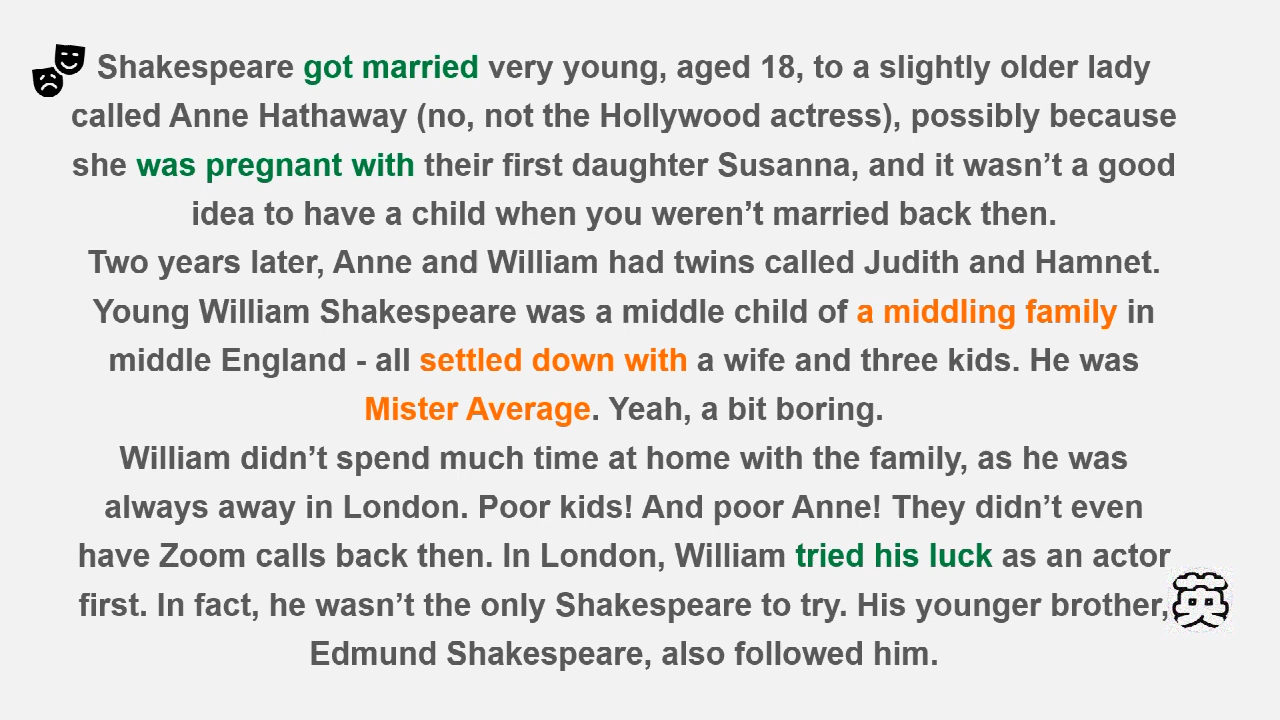 Shakespeare got married very young, aged 18, to a slightly older lady
called Anne Hathaway (no, not the Hollywood actress), possibly because
she was pregnant with their first daughter Susanna, and it wasn’t a good
idea to have a child when you weren’t married back then.
Two years later, Anne and William had twins called Judith and Hamnet.
Young William Shakespeare was a middle child of a middling family in
middle England - all settled down with a wife and three kids. He was
Mister Average. Yeah, a bit boring.
William didn’t spend much time at home with the family, as he was
always away in London. Poor kids! And poor Anne! They didn’t even
have Zoom calls back then. In London, William tried his luck as an actor
first. In fact, he wasn’t the only Shakespeare to try. His younger brother,
Edmund Shakespeare, also followed him.
英